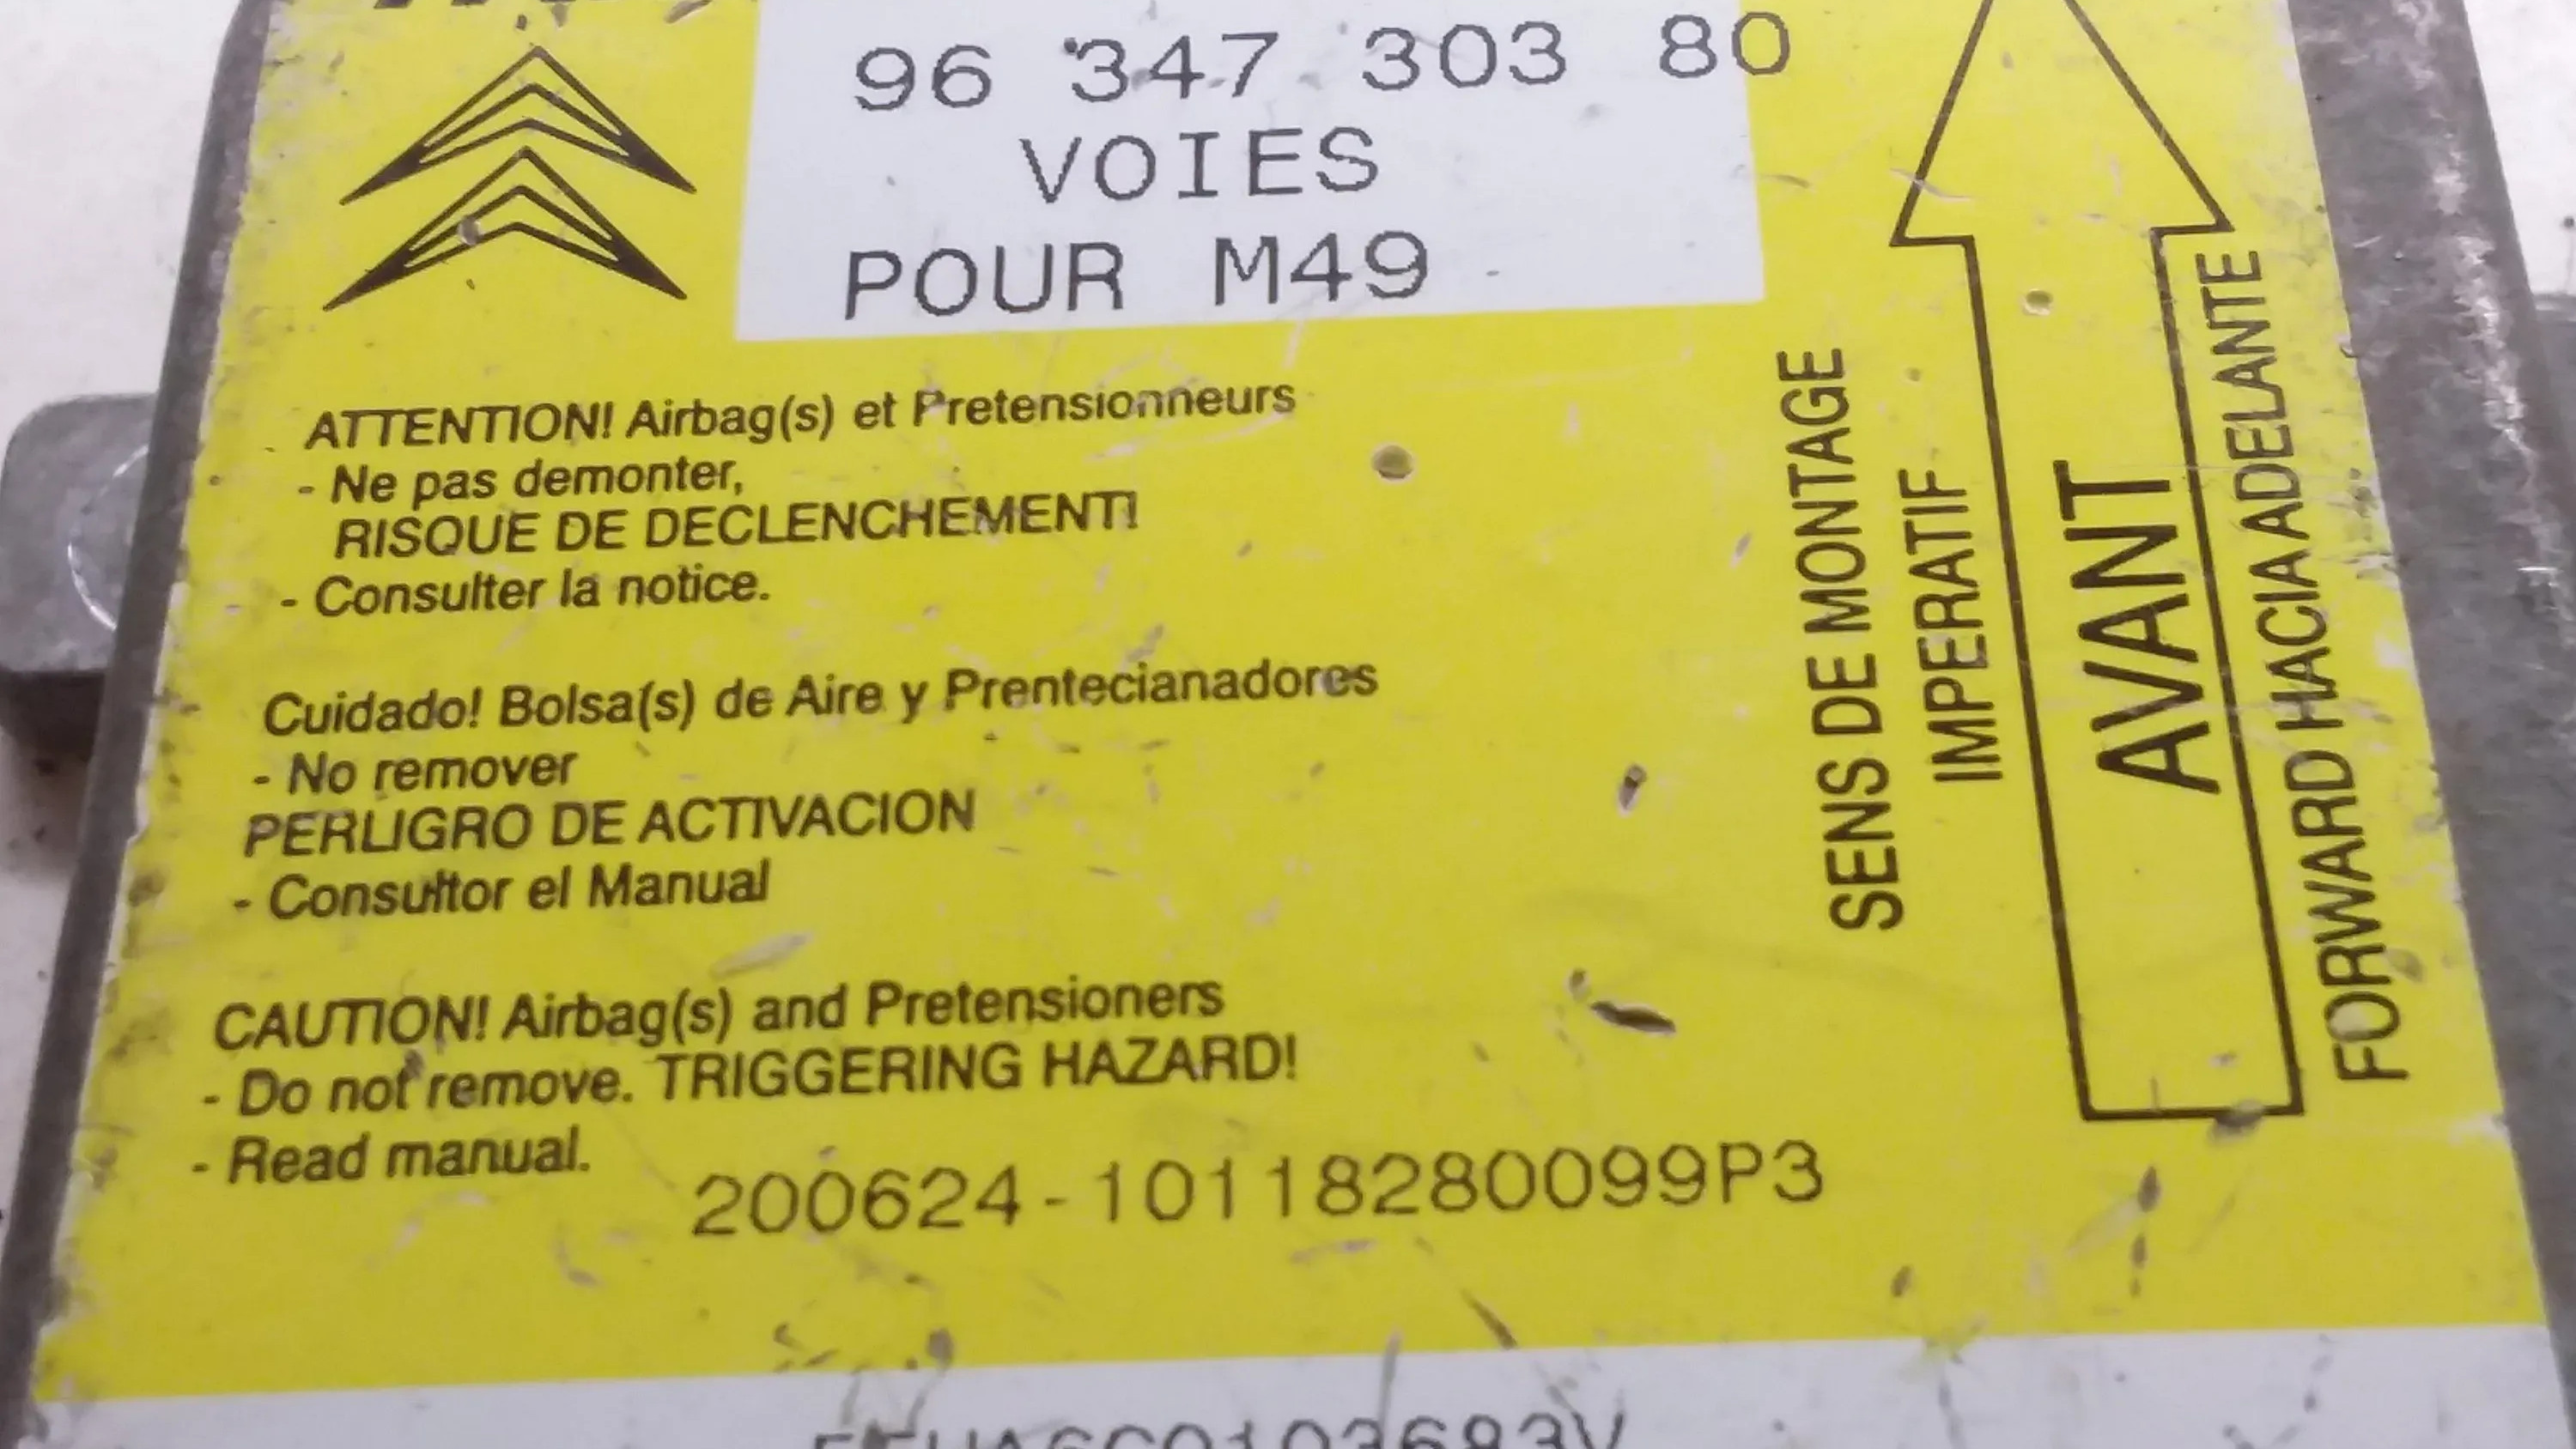 96 347 303 80
VOIES
POUR M49
ATTENTION! Airbag(s) et Pretensionneurs
- Ne pas demonter,
RISQUE DE DECLENCHEMENT!
- Consulter la notice.
Cuidado! Bolsa(s) de Aire y Prentecianadores
- No remover
PERLIGRO DE ACTIVACION
- Consulttor el Manual
CAUTION! Airbag(s) and Pretensioners
- Do not remove. TRIGGERING HAZARD!
- Read manual.
200624-10118280099P3
SENS DE MONTAGE
IMPERATIF
AVANT
FORWARD HACIA ADELANTE